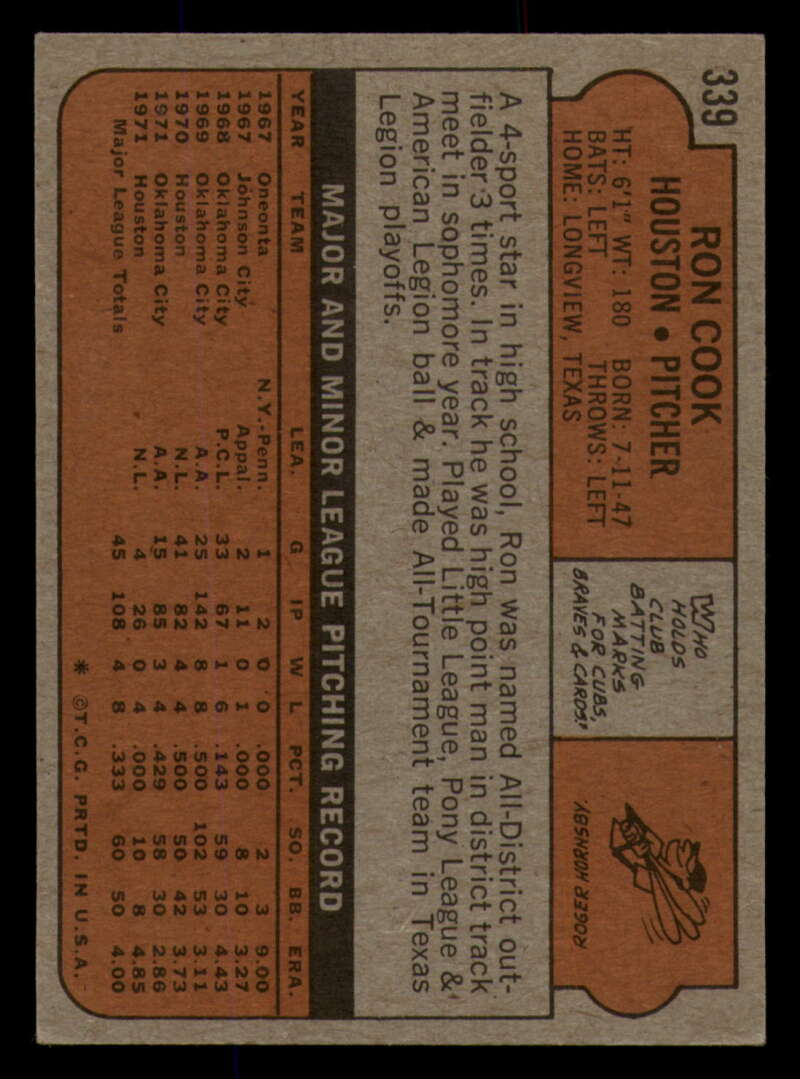 339
RON COOK
HOUSTON • PITCHER
HT: 6'1" WT: 180 BORN: 7-11-47
BATS: LEFT THROWS: LEFT
HOME: LONGVIEW, TEXAS
WHO
HOLDS
CLUB
BATTING
MARKS
FOR CUBS,
BRAVES & CARDS?
ROGER HORNSBY.
A 4-sport star in high school, Ron was named All-District out-
fielder 3 times. In track he was high point man in district track
meet in sophomore year. Played Little League, Pony League &
American Legion ball & made All-Tournament team in Texas
Legion playoffs.
MAJOR AND MINOR LEAGUE PITCHING RECORD
YEAR TEAM LEA. G IP W L PCT. SO. BB. ERA.
1967 Oneonta N.Y.-Penn. 1 2 0 0 .000 2 3 9.00
1967 Johnson City Appal. 2 11 0 1 .000 8 10 3.27
1968 Oklahoma City P.C.L. 33 67 1 6 .143 59 30 4.43
1969 Oklahoma City A.A. 25 142 8 8 .500 102 53 3.11
1970 Houston N.L. 41 82 4 4 .500 50 42 3.73
1971 Oklahoma City A.A. 15 85 3 4 .429 58 30 2.86
1971 Houston N.L. 4 26 0 4 .000 10 8 4.85
Major League Totals 45 108 4 8 .333 60 50 4.00
* ©T.C.G. PRTD. IN U.S.A.